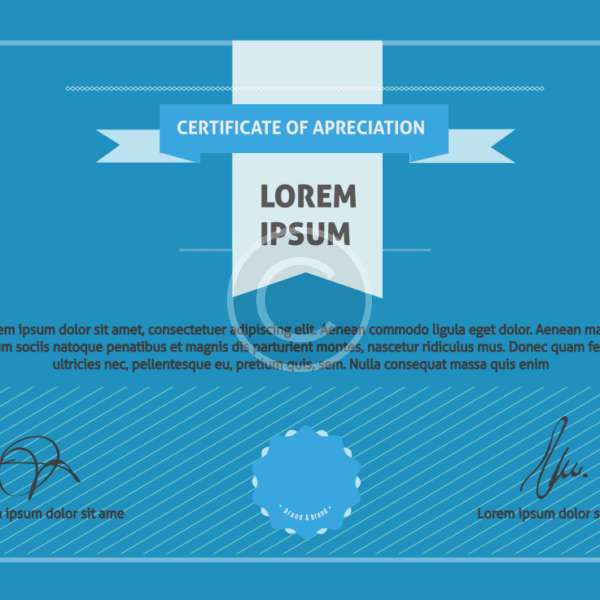 CERTIFICATE OF APRECIATION
LOREM
IPSUM
em ipsum dolor sit amet, consectetuer adipiscing elit. Aenean commodo ligula eget dolor. Aenean ma
m sociis natoque penatibus et magnis dis parturient montes, nascetur ridiculus mus. Donec quam fe
ultricies nec, pellentesque eu, pretium quis, sem. Nulla consequat massa quis enim
ipsum dolor sit ame
Lorem ipsum dolor s
• Brand A brand •